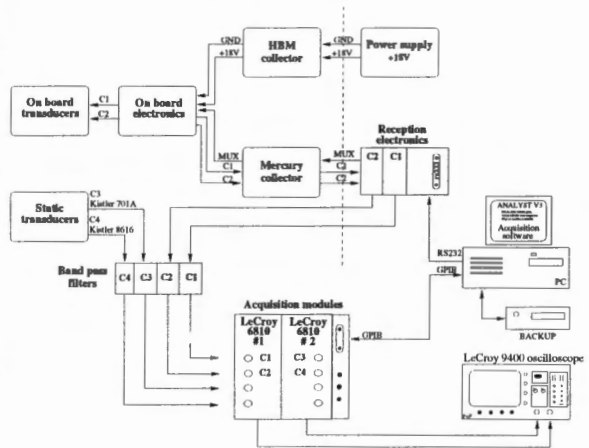 GND
+18V
HBM
collector
GND
+18V
Power supply
+18V
On board
transducers
C1
C2
On board
electronics
MUX
C1
C2
Mercury
collector
MUX
C2
Reception
electronics
C2 C1
Static
transducers
C3
Kistler 701A
C4
Kistler 8616
Band pass
filters
C4 C3 C2 C1
ANALYST V3
Acquisition
software
RS232
GPIB
PC
BACKUP
Acquisition modules
LeCroy
6810
#1
C1
C2
LeCroy
6810
# 2
C3
C4
GPIB
LeCroy 9400 oscilloscope